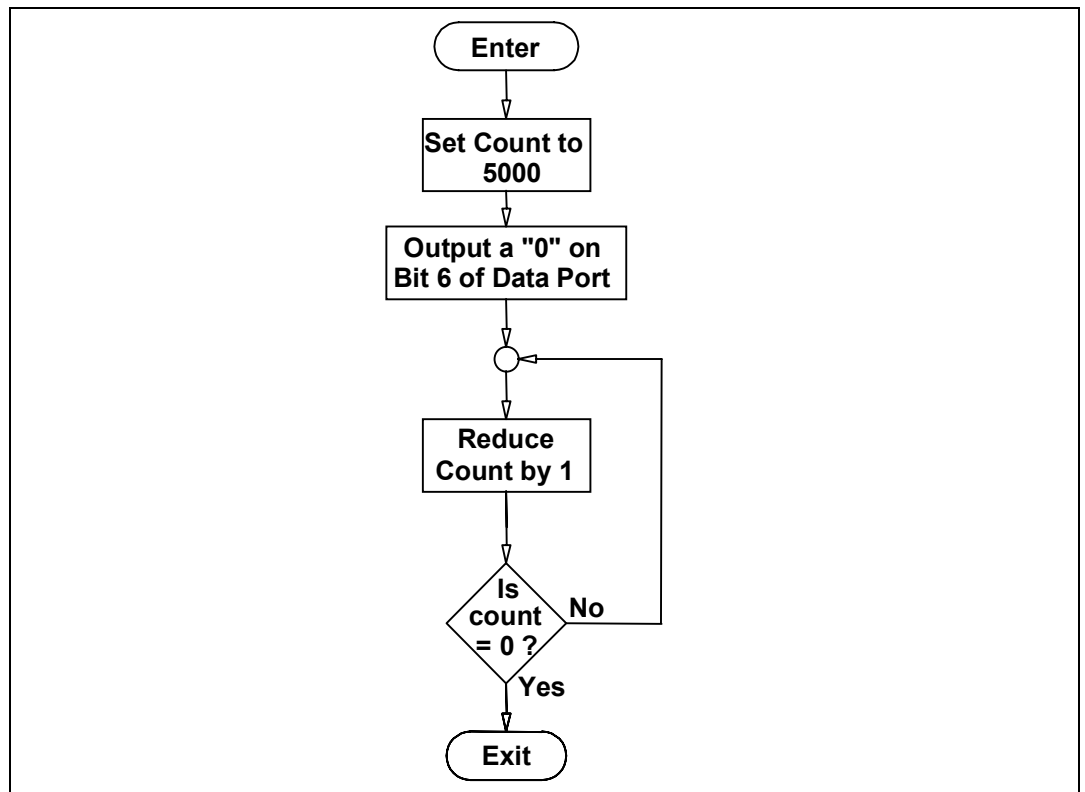 Enter
Set Count to
5000
Output a "0" on
Bit 6 of Data Port
Reduce
Count by 1
Is
count
= 0 ?
No
Yes
Exit